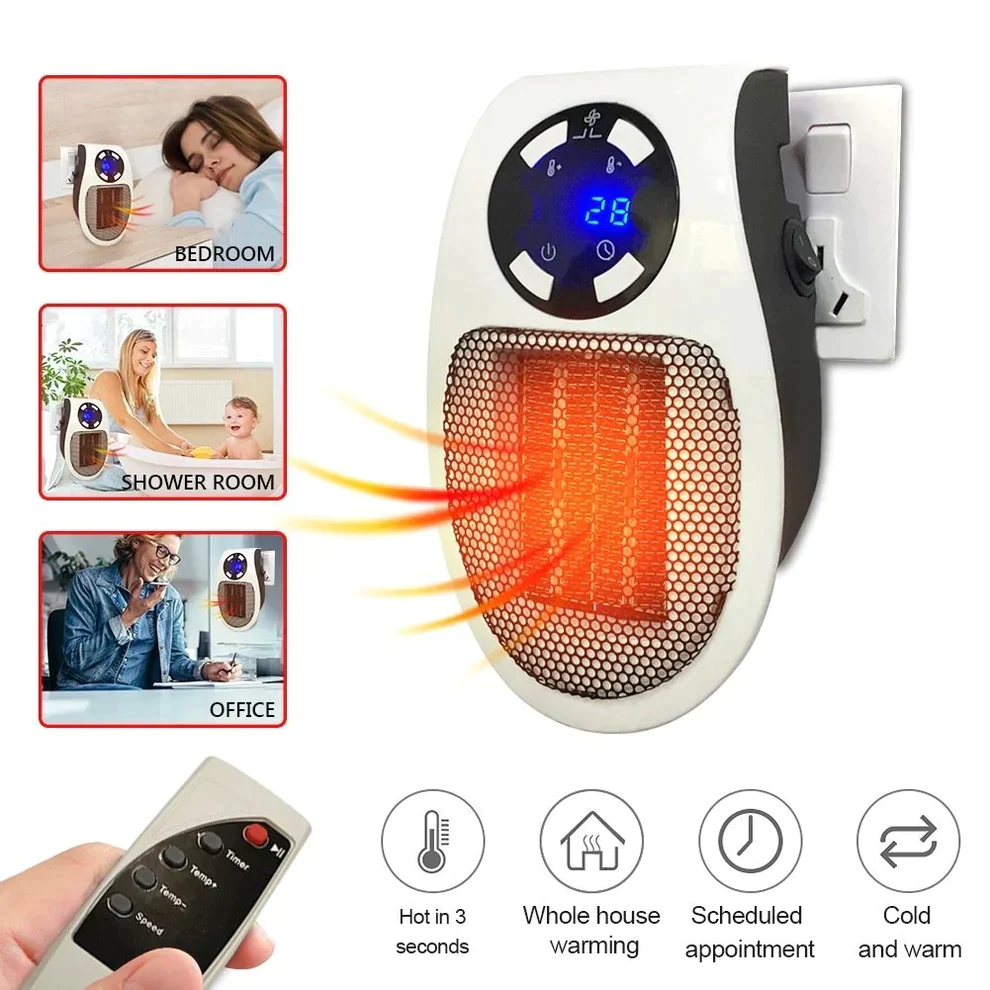 28
BEDROOM
SHOWER ROOM
OFFICE
Timer
Temp+
Temp-
Speed
Hot in 3
seconds
Whole house
warming
Scheduled
appointment
Cold
and warm